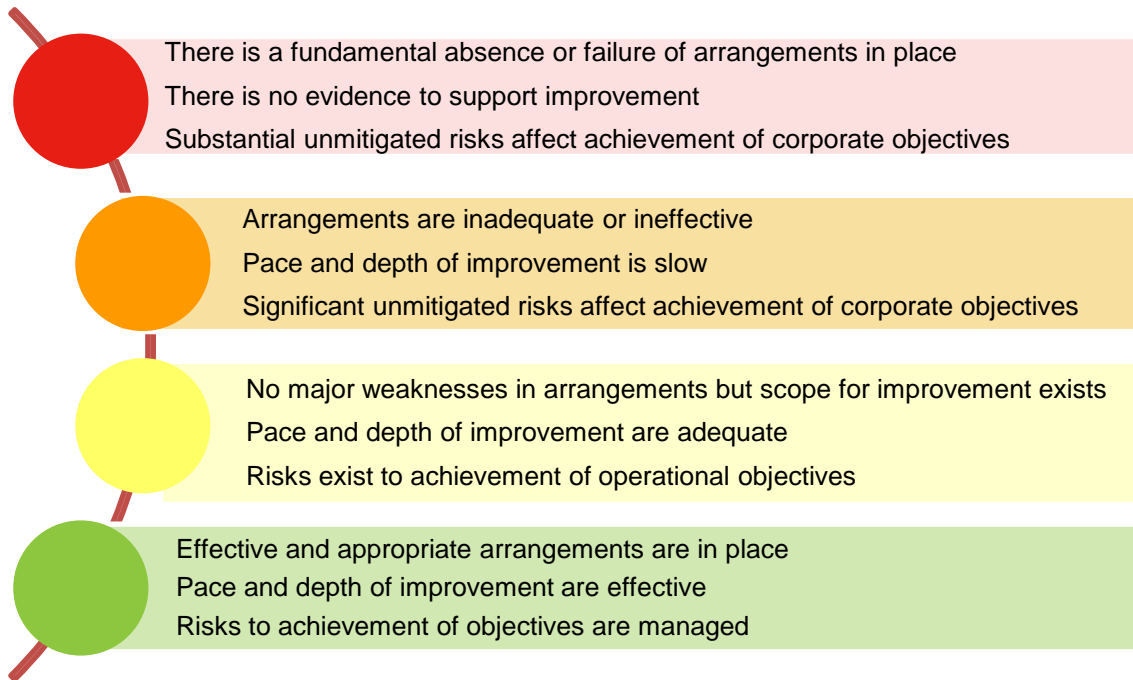 There is a fundamental absence or failure of arrangements in place
There is no evidence to support improvement
Substantial unmitigated risks affect achievement of corporate objectives
Arrangements are inadequate or ineffective
Pace and depth of improvement is slow
Significant unmitigated risks affect achievement of corporate objectives
No major weaknesses in arrangements but scope for improvement exists
Pace and depth of improvement are adequate
Risks exist to achievement of operational objectives
Effective and appropriate arrangements are in place
Pace and depth of improvement are effective
Risks to achievement of objectives are managed